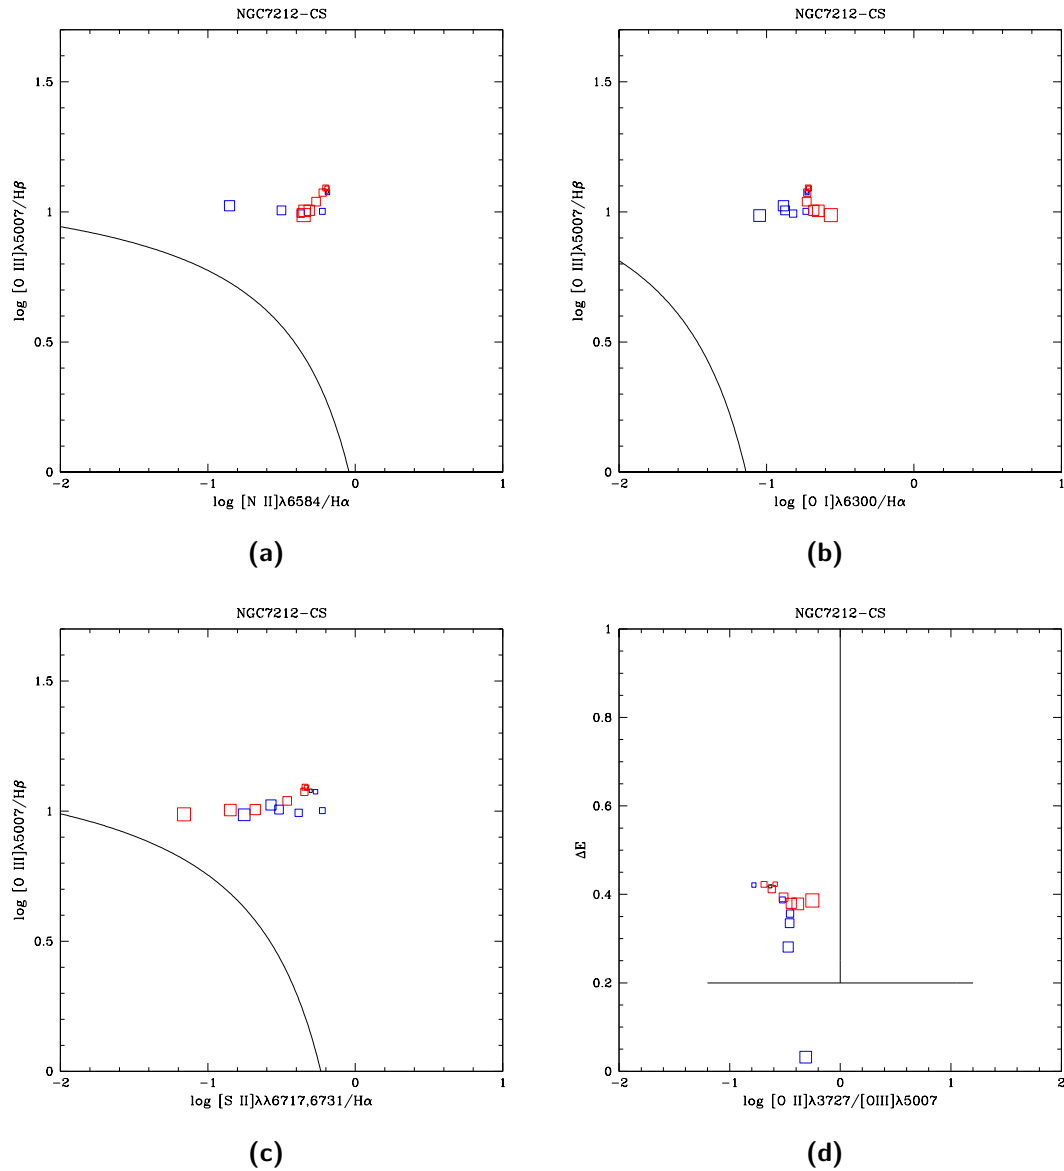 NGC7212-CS
log [O III]λ5007/Hβ
1.5
1
0.5
0
-2
-1
0
1
log [N II]λ6584/Hα
(a)
NGC7212-CS
log [O III]λ5007/Hβ
1.5
1
0.5
0
-2
-1
0
1
log [O I]λ6300/Hα
(b)
NGC7212-CS
log [O III]λ5007/Hβ
1.5
1
0.5
0
-2
-1
0
1
log [S II]λλ6717,6731/Hα
(c)
NGC7212-CS
ΔE
1
0.8
0.6
0.4
0.2
0
-2
-1
0
1
2
log [O II]λ3727/[OIII]λ5007
(d)